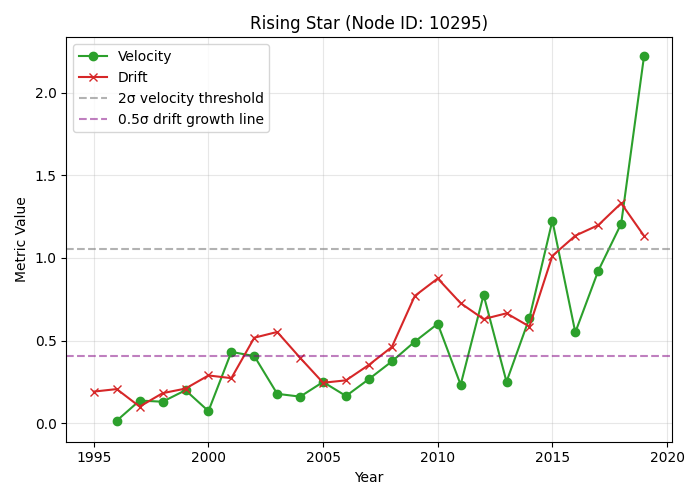 Rising Star (Node ID: 10295)
Velocity
Drift
2σ velocity threshold
0.5σ drift growth line
Metric Value
2.0
1.5
1.0
0.5
0.0
1995
2000
2005
2010
2015
2020
Year